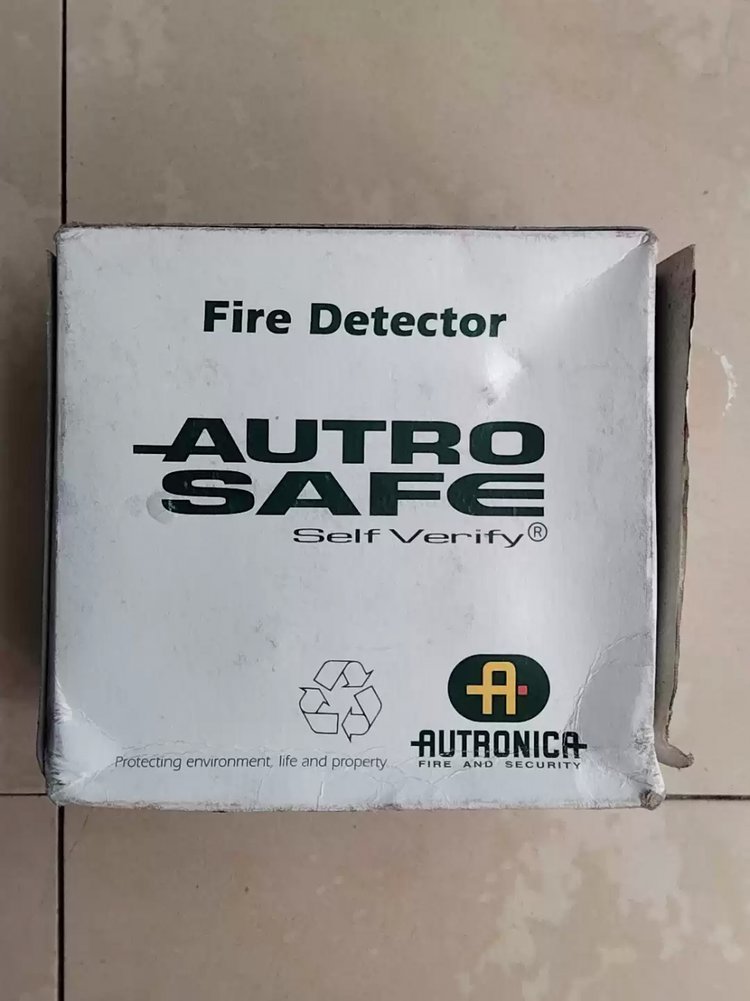 Fire Detector
AUTRO
SAFE
Self Verify®
Protecting environment, life and property
A
AUTRONICA
FIRE AND SECURITY